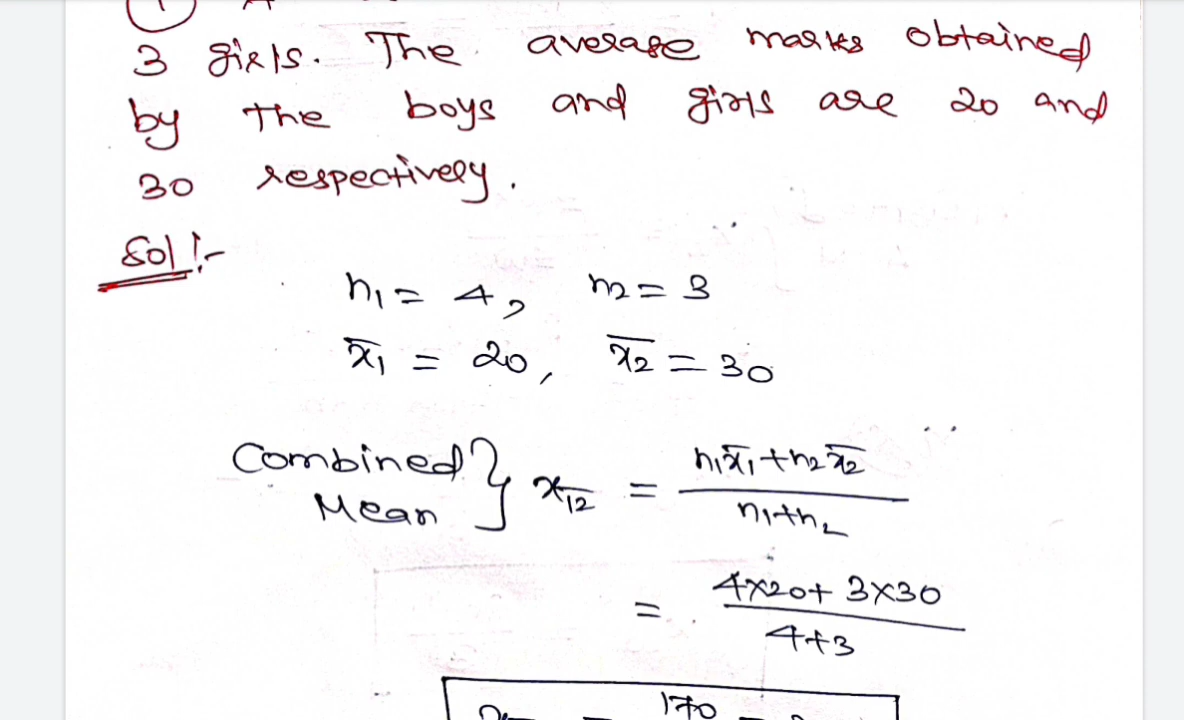 3 girls. The average marks obtained
by the boys and girls are 20 and
30 respectively.
Sol :-
n₁ = 4, n₂ = 3
x̄₁ = 20, x̄₂ = 30
Combined Mean } x̄₁₂ = (n₁x̄₁ + n₂x̄₂) / (n₁+n₂)
= (4×20 + 3×30) / (4+3)
170